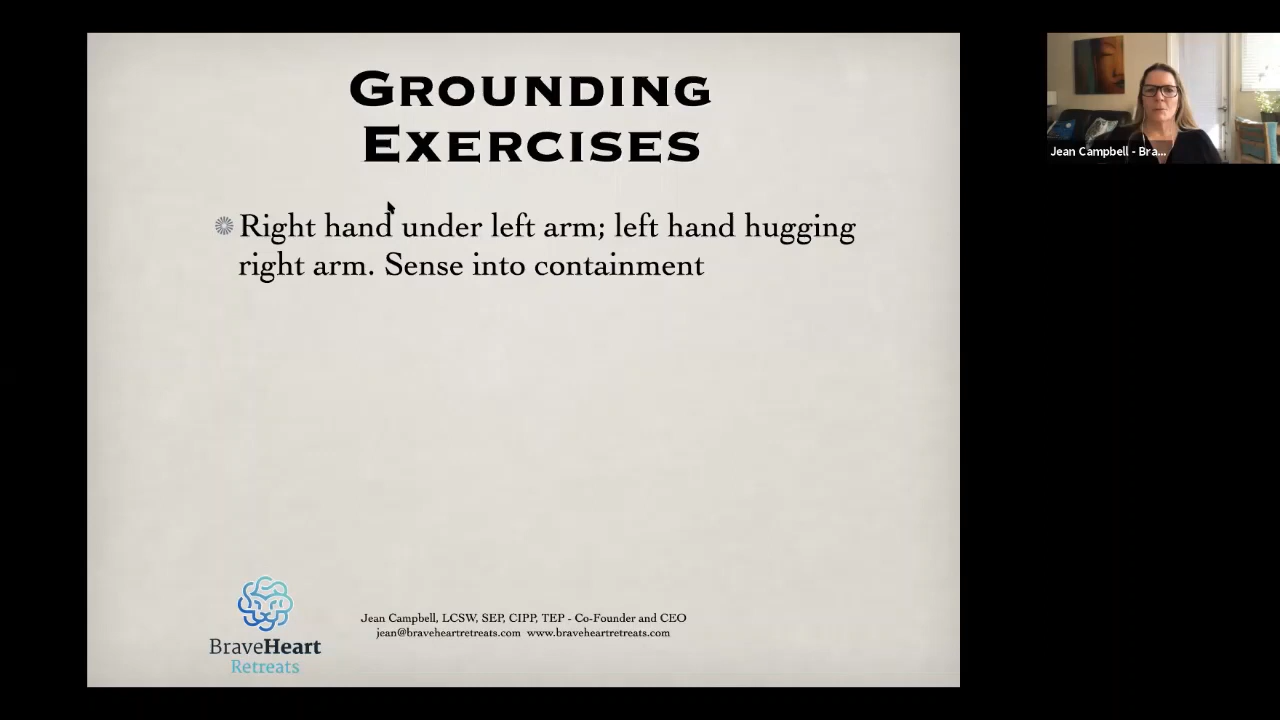 GROUNDING
EXERCISES
Right hand under left arm; left hand hugging
right arm. Sense into containment
Jean Campbell, LCSW, SEP, CIPP, TEP - Co-Founder and CEO
jean@braveheartretreats.com www.braveheartretreats.com
BraveHeart
Retreats
Jean Campbell - Bra...